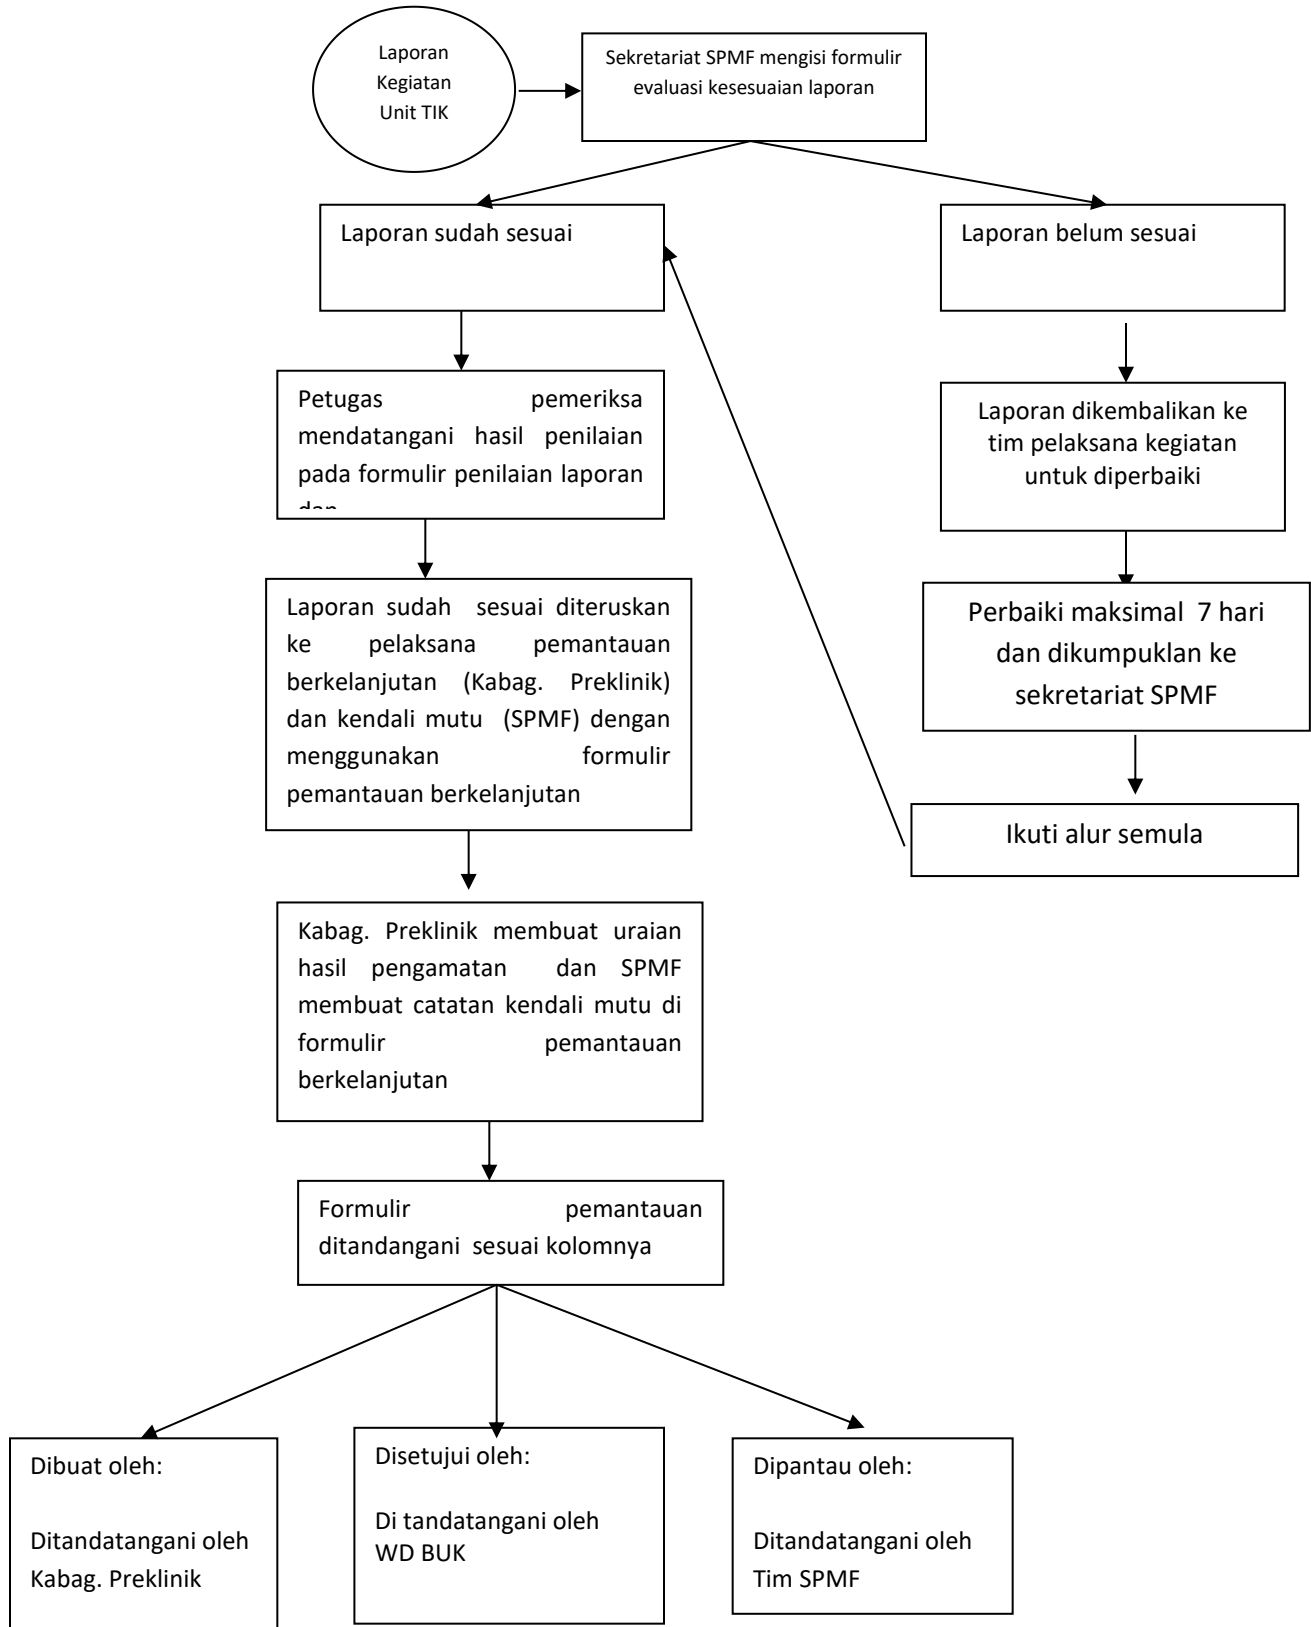 Laporan
Kegiatan
Unit TIK
Sekretariat SPMF mengisi formulir
evaluasi kesesuaian laporan
Laporan sudah sesuai
Laporan belum sesuai
Petugas pemeriksa
mendatangani hasil penilaian
pada formulir penilaian laporan
dan
Laporan dikembalikan ke
tim pelaksana kegiatan
untuk diperbaiki
Laporan sudah sesuai diteruskan
ke pelaksana pemantauan
berkelanjutan (Kabag. Preklinik)
dan kendali mutu (SPMF) dengan
menggunakan formulir
pemantauan berkelanjutan
Perbaiki maksimal 7 hari
dan dikumpuklan ke
sekretariat SPMF
Ikuti alur semula
Kabag. Preklinik membuat uraian
hasil pengamatan dan SPMF
membuat catatan kendali mutu di
formulir pemantauan
berkelanjutan
Formulir pemantauan
ditandangani sesuai kolomnya
Dibuat oleh:
Ditandatangani oleh
Kabag. Preklinik
Disetujui oleh:
Di tandatangani oleh
WD BUK
Dipantau oleh:
Ditandatangani oleh
Tim SPMF